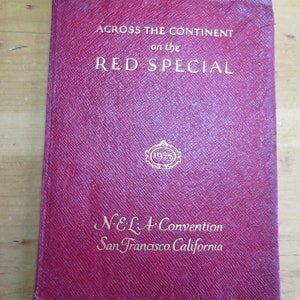 ACROSS THE CONTINENT
on the
RED SPECIAL
1925
N·E·L·A· Convention
San Francisco, California